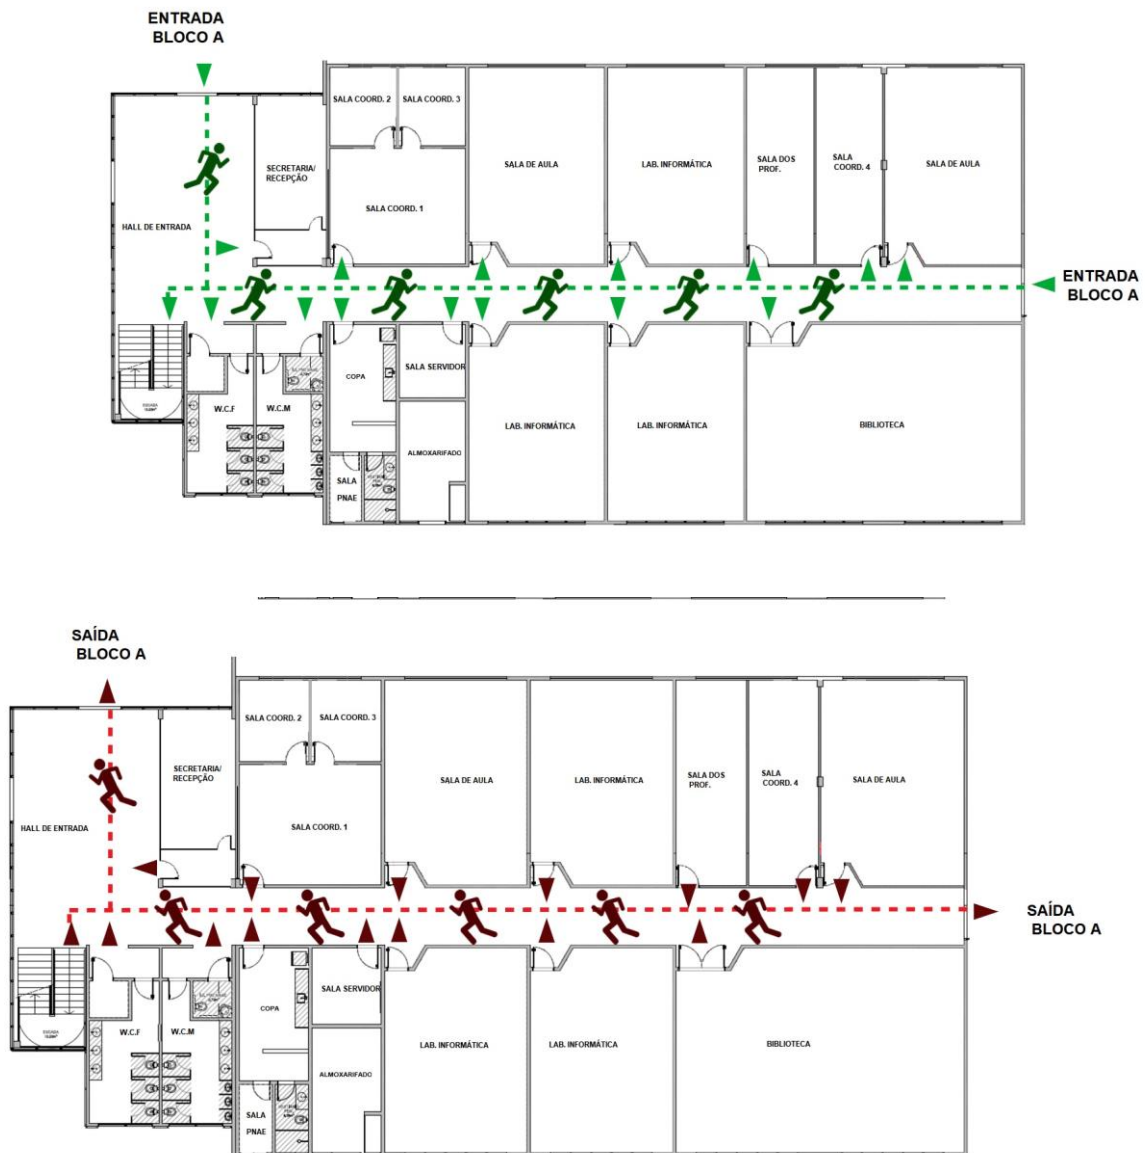 ENTRADA
BLOCO A
SALA COORD. 2
SALA COORD. 3
SECRETARIA/
RECEPÇÃO
SALA DE AULA
LAB. INFORMÁTICA
SALA DOS
PROF.
SALA
COORD. 4
SALA DE AULA
HALL DE ENTRADA
SALA COORD. 1
ENTRADA
BLOCO A
COPA
SALA SERVIDOR
W.C.F
W.C.M
LAB. INFORMÁTICA
LAB. INFORMÁTICA
BIBLIOTECA
ALMOXARIFADO
SALA
PNAE
SAÍDA
BLOCO A
SALA COORD. 2
SALA COORD. 3
SECRETARIA/
RECEPÇÃO
SALA DE AULA
LAB. INFORMÁTICA
SALA DOS
PROF.
SALA
COORD. 4
SALA DE AULA
HALL DE ENTRADA
SALA COORD. 1
SAÍDA
BLOCO A
COPA
SALA SERVIDOR
W.C.F
W.C.M
LAB. INFORMÁTICA
LAB. INFORMÁTICA
BIBLIOTECA
ALMOXARIFADO
SALA
PNAE